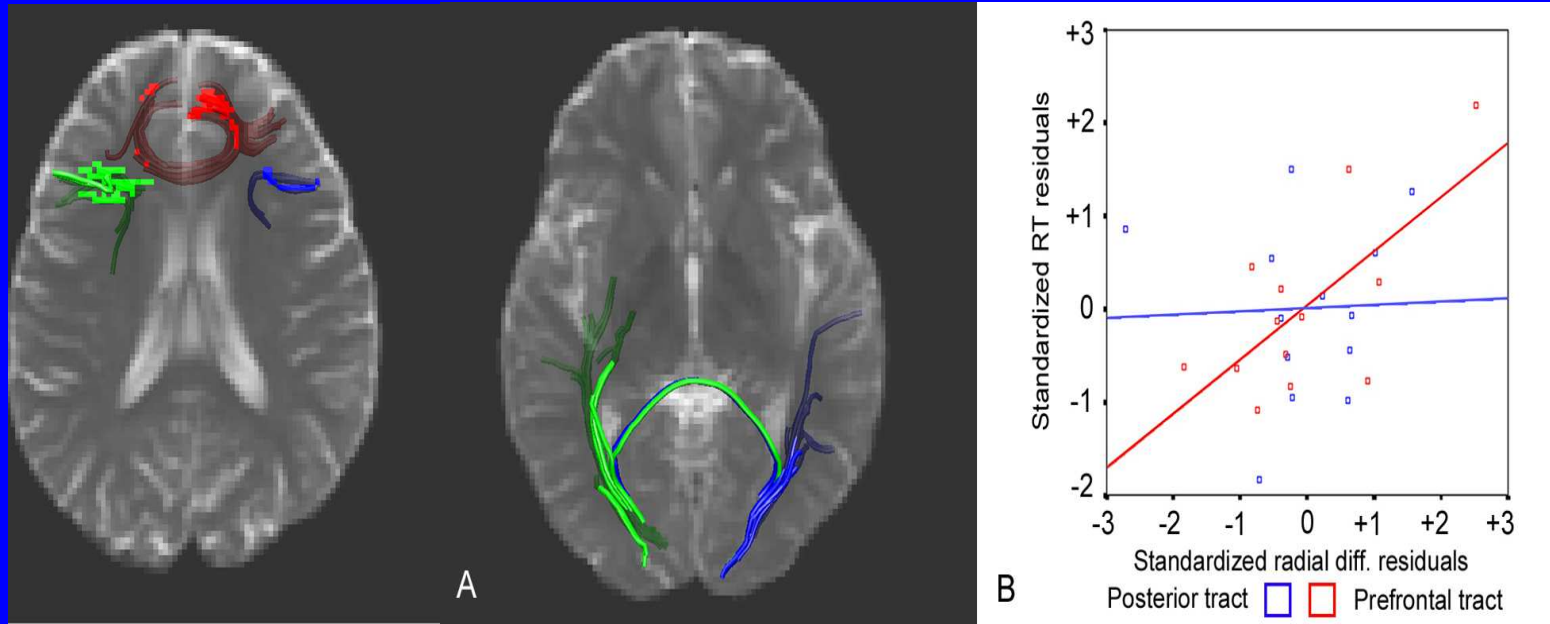 A
Standardized RT residuals
+3
+2
+1
0
-1
-2
-3
-2
-1
0
+1
+2
+3
Standardized radial diff. residuals
B
Posterior tract
Prefrontal tract